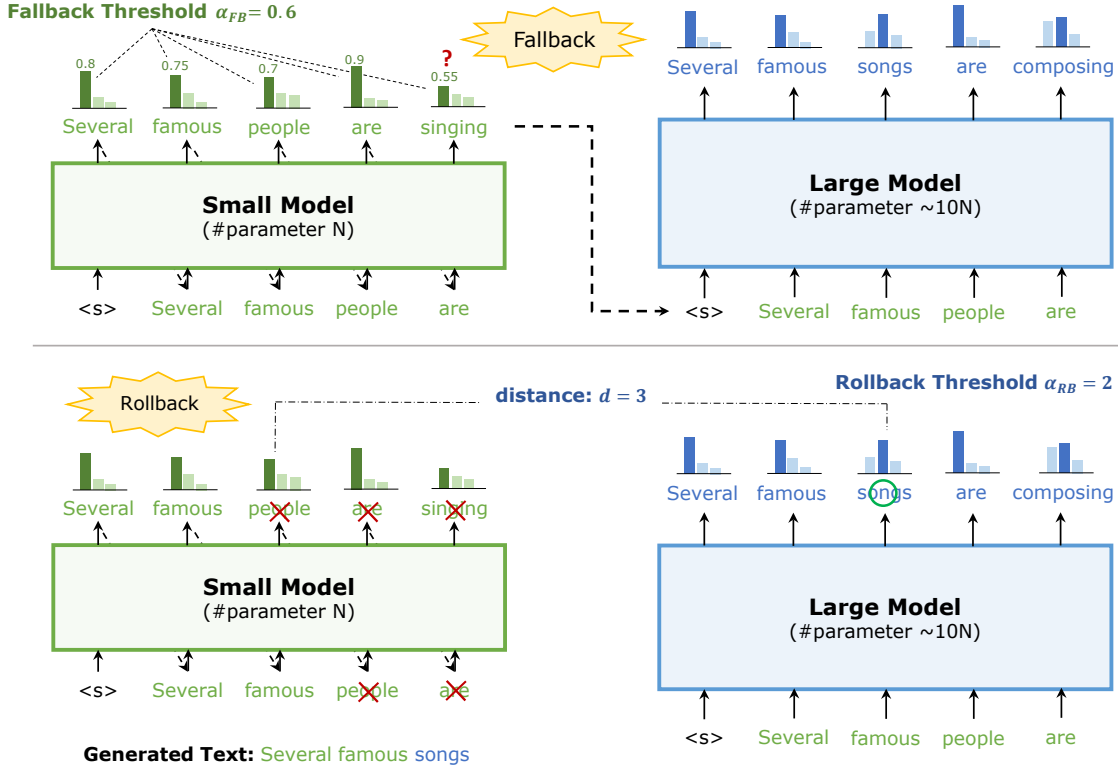 Fallback Threshold α_FB = 0.6
Fallback
0.8 0.75 0.7 0.9 ? 0.55
Several famous people are singing
Several famous songs are composing
Small Model
(#parameter N)
Large Model
(#parameter ~10N)
<s> Several famous people are
<s> Several famous people are
Rollback
distance: d = 3
Rollback Threshold α_RB = 2
Several famous people are singing
Several famous songs are composing
Small Model
(#parameter N)
Large Model
(#parameter ~10N)
<s> Several famous people are
<s> Several famous people are
Generated Text: Several famous songs